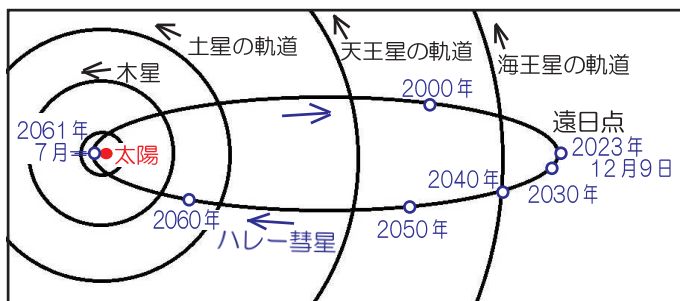 土星の軌道
天王星の軌道
海王星の軌道
木星
2000年
遠日点
2061年
7月
太陽
2023年
12月9日
2040年
2030年
2060年
2050年
ハレー彗星